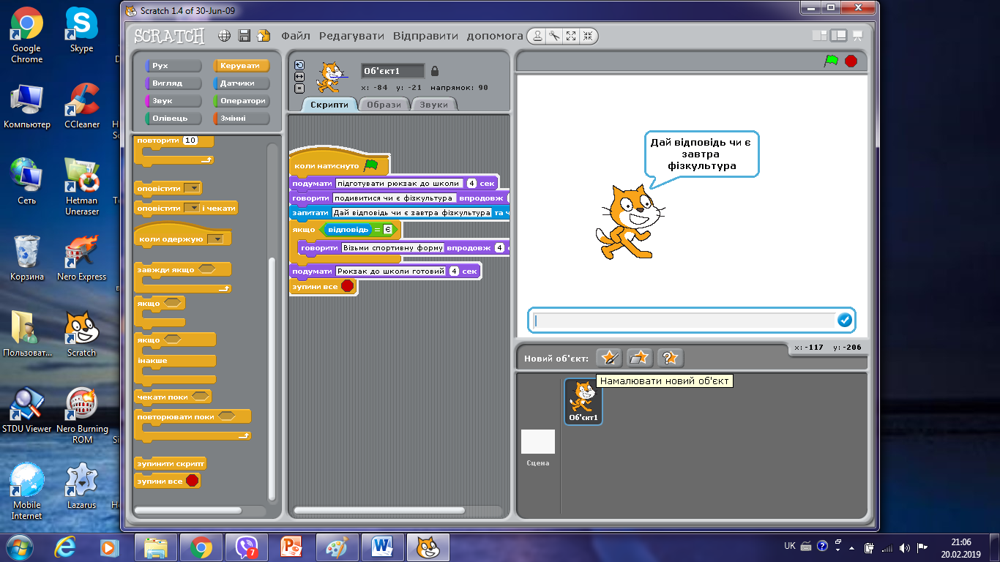 Scratch 1.4 of 30-Jun-09
SCRATCH
Файл Редагувати Відправити допомога
Рух
Керувати
Вигляд
Датчики
Звук
Оператори
Олівець
Змінні
повторити 10
оповістити
оповістити і чекати
коли одержую
завжди якщо
якщо
якщо
інакше
чекати поки
повторювати поки
зупинити скрипт
зупини все
Об'єкт1
x: -84 y: -21 напрямок: 90
Скрипти Образи Звуки
коли натиснуто
подумати підготувати рюкзак до школи 4 сек
говорити подивитися чи є фізкультура впродовж
запитати Дай відповідь чи є завтра фізкультура та ч
якщо відповідь = Є
говорити Візьми спортивну форму впродовж 4 с
подумати Рюкзак до школи готовий 4 сек
зупини все
Дай відповідь чи є
завтра
фізкультура
x: -117 y: -206
Новий об'єкт:
Намалювати новий об'єкт
Об'єкт1
Сцена
Google
Chrome
Skype
Компьютер
CCleaner
Сеть
Hetman
Uneraser
Корзина
Nero Express
Пользоват...
Scratch
STDU Viewer
Nero Burning
ROM
Mobile
Internet
Lazarus
7
UK
21:06
20.02.2019